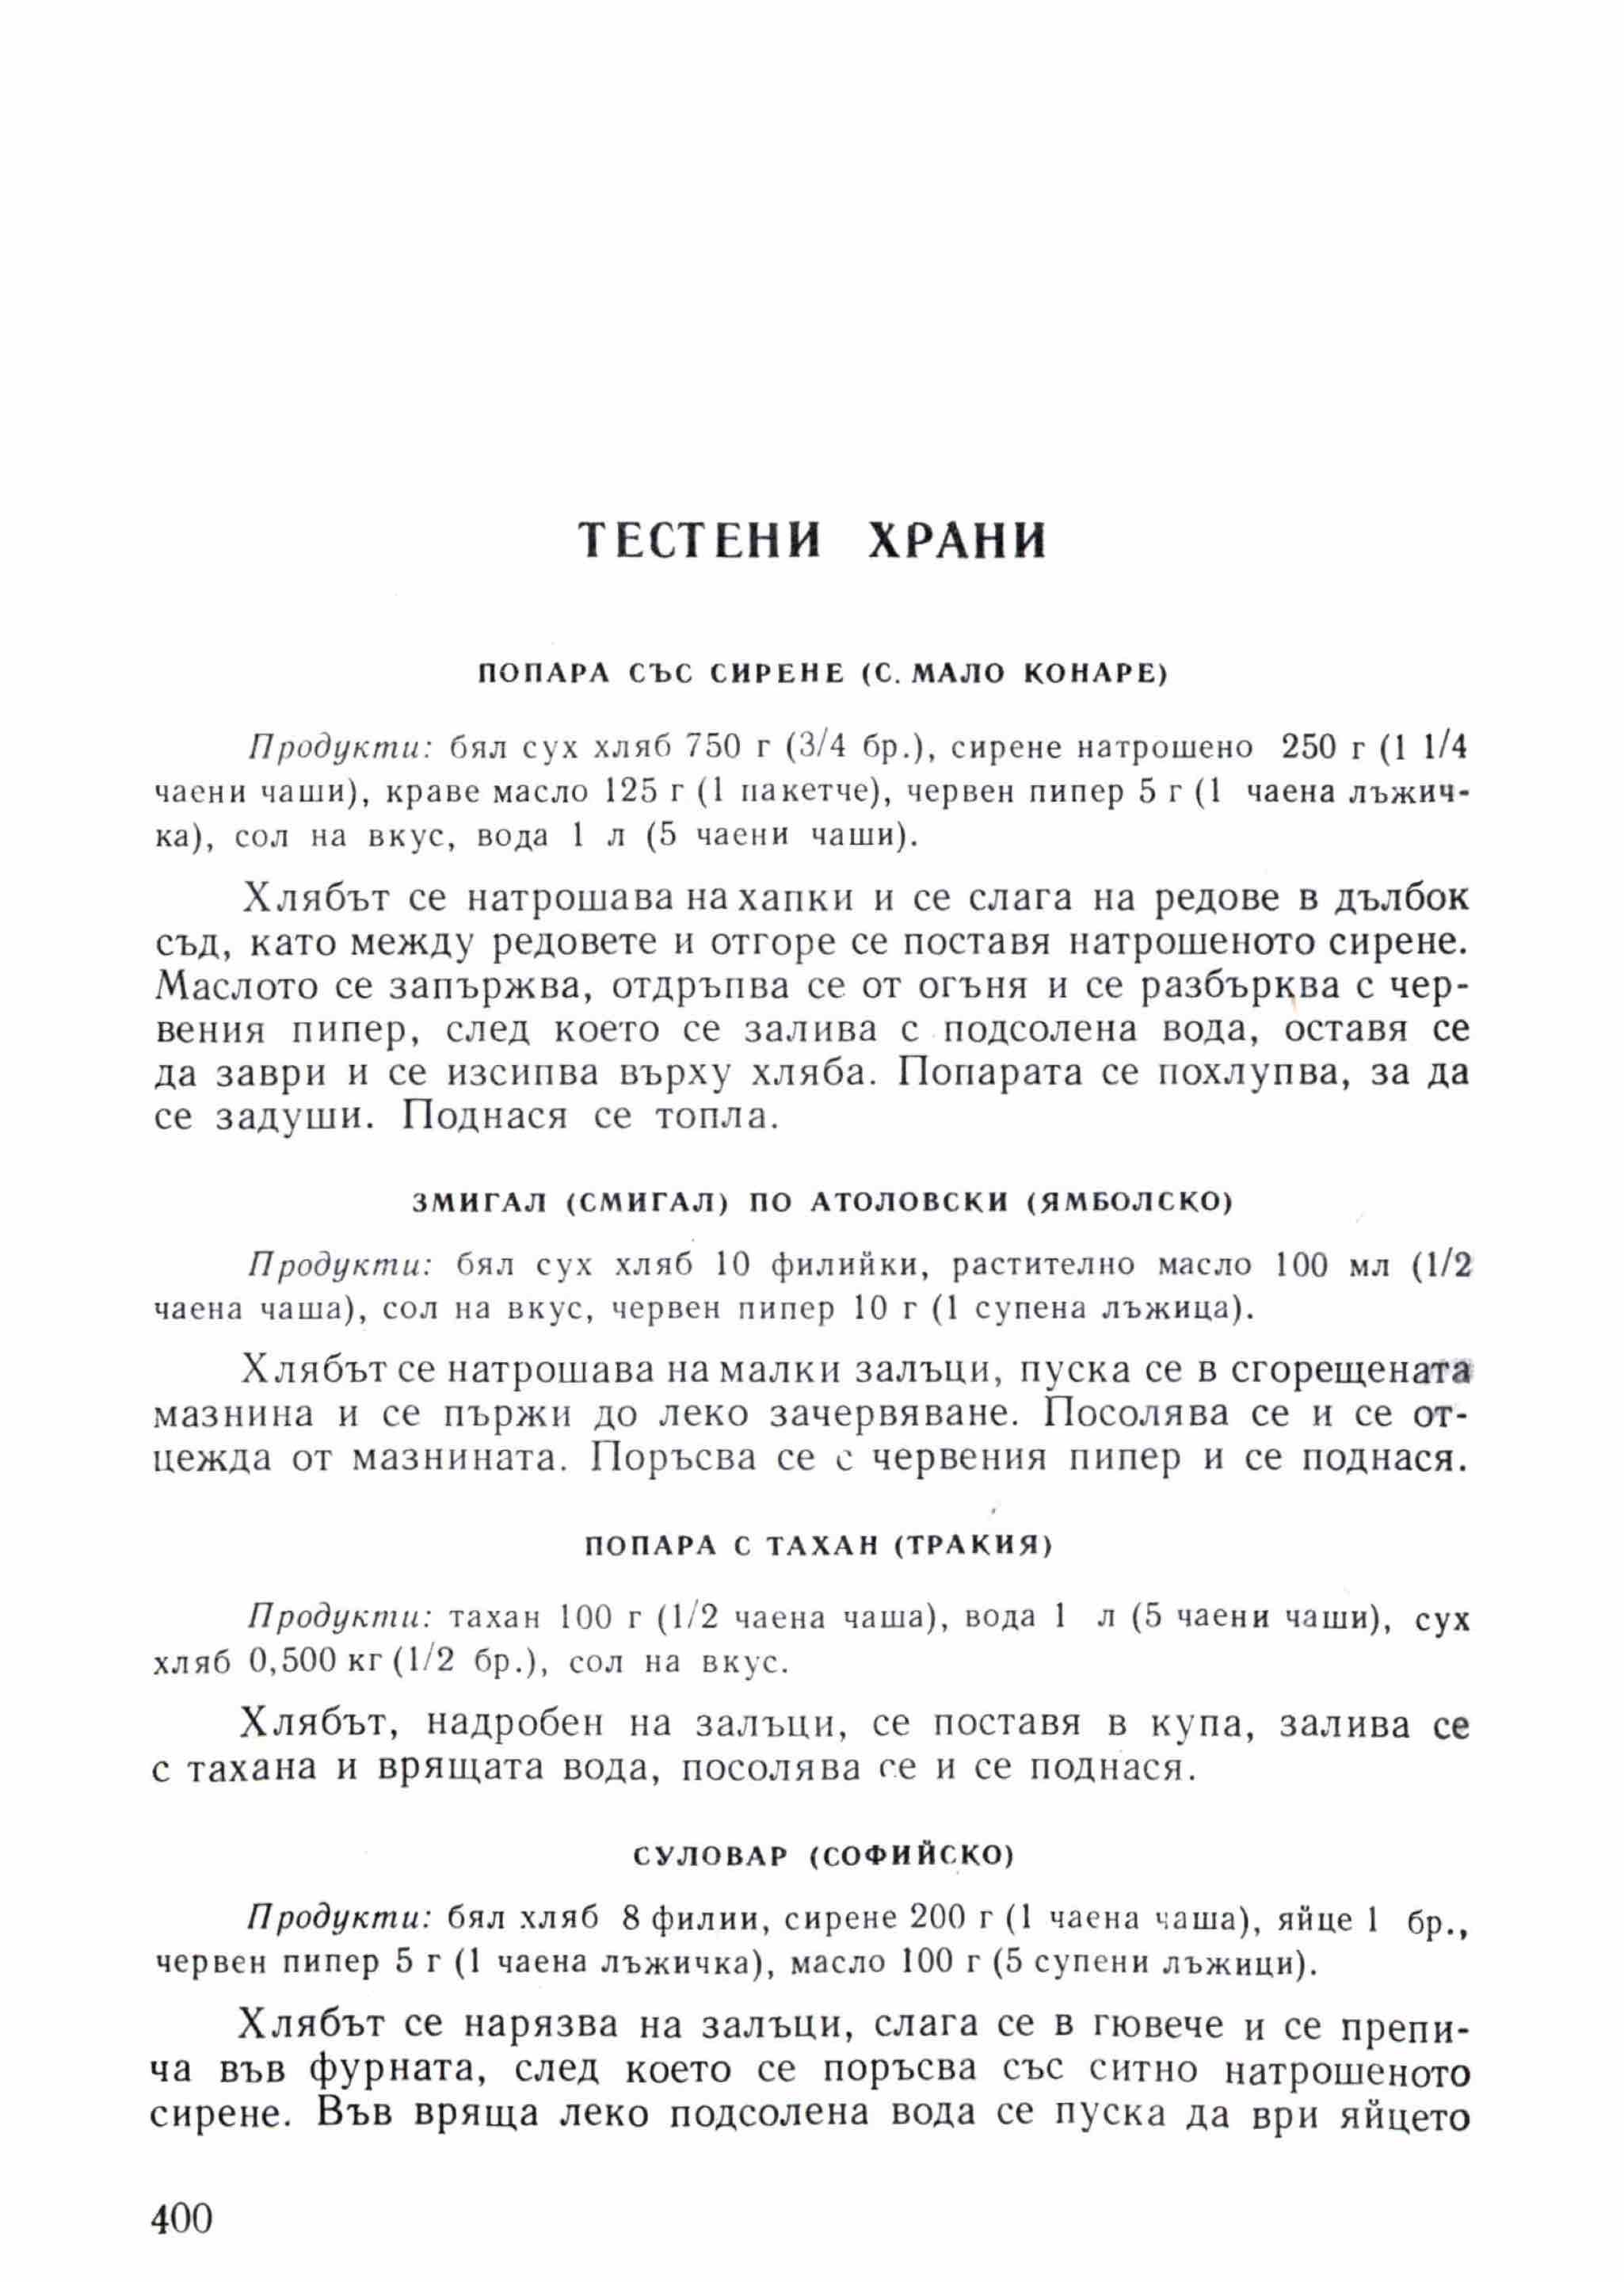 ТЕСТЕНИ ХРАНИ
ПОПАРА СЪС СИРЕНЕ (С. МАЛО КОНАРЕ)
Продукти: бял сух хляб 750 г (3/4 бр.), сирене натрошено 250 г (1 1/4
чаени чаши), краве масло 125 г (1 пакетче), червен пипер 5 г (1 чаена лъжич-
ка), сол на вкус, вода 1 л (5 чаени чаши).
Хлябът се натрошава на хапки и се слага на редове в дълбок
съд, като между редовете и отгоре се поставя натрошеното сирене.
Маслото се запържва, отдръпва се от огъня и се разбърква с чер-
вения пипер, след което се залива с подсолена вода, оставя се
да заври и се изсипва върху хляба. Попарата се похлупва, за да
се задуши. Поднася се топла.
ЗМИГАЛ (СМИГАЛ) ПО АТОЛОВСКИ (ЯМБОЛСКО)
Продукти: бял сух хляб 10 филийки, растително масло 100 мл (1/2
чаена чаша), сол на вкус, червен пипер 10 г (1 супена лъжица).
Хлябът се натрошава на малки залъци, пуска се в сгорещената
мазнина и се пържи до леко зачервяване. Посолява се и се от-
цежда от мазнината. Поръсва се с червения пипер и се поднася.
ПОПАРА С ТАХАН (ТРАКИЯ)
Продукти: тахан 100 г (1/2 чаена чаша), вода 1 л (5 чаени чаши), сух
хляб 0,500 кг (1/2 бр.), сол на вкус.
Хлябът, надробен на залъци, се поставя в купа, залива се
с тахана и врящата вода, посолява се и се поднася.
СУЛОВАР (СОФИЙСКО)
Продукти: бял хляб 8 филии, сирене 200 г (1 чаена чаша), яйце 1 бр.,
червен пипер 5 г (1 чаена лъжичка), масло 100 г (5 супени лъжици).
Хлябът се нарязва на залъци, слага се в гювече и се препи-
ча във фурната, след което се поръсва със ситно натрошеното
сирене. Във вряща леко подсолена вода се пуска да ври яйцето
400